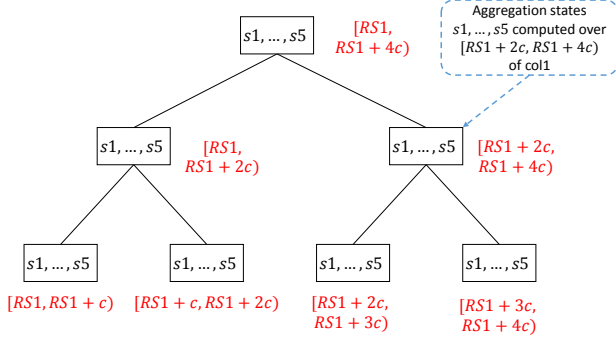 Aggregation states
s1, ... , s5 computed over
[RS1 + 2c, RS1 + 4c)
of col1
s1, ... , s5
[RS1,
RS1 + 4c)
s1, ... , s5
[RS1,
RS1 + 2c)
s1, ... , s5
[RS1 + 2c,
RS1 + 4c)
s1, ... , s5
s1, ... , s5
s1, ... , s5
s1, ... , s5
[RS1, RS1 + c)
[RS1 + c, RS1 + 2c)
[RS1 + 2c,
RS1 + 3c)
[RS1 + 3c,
RS1 + 4c)